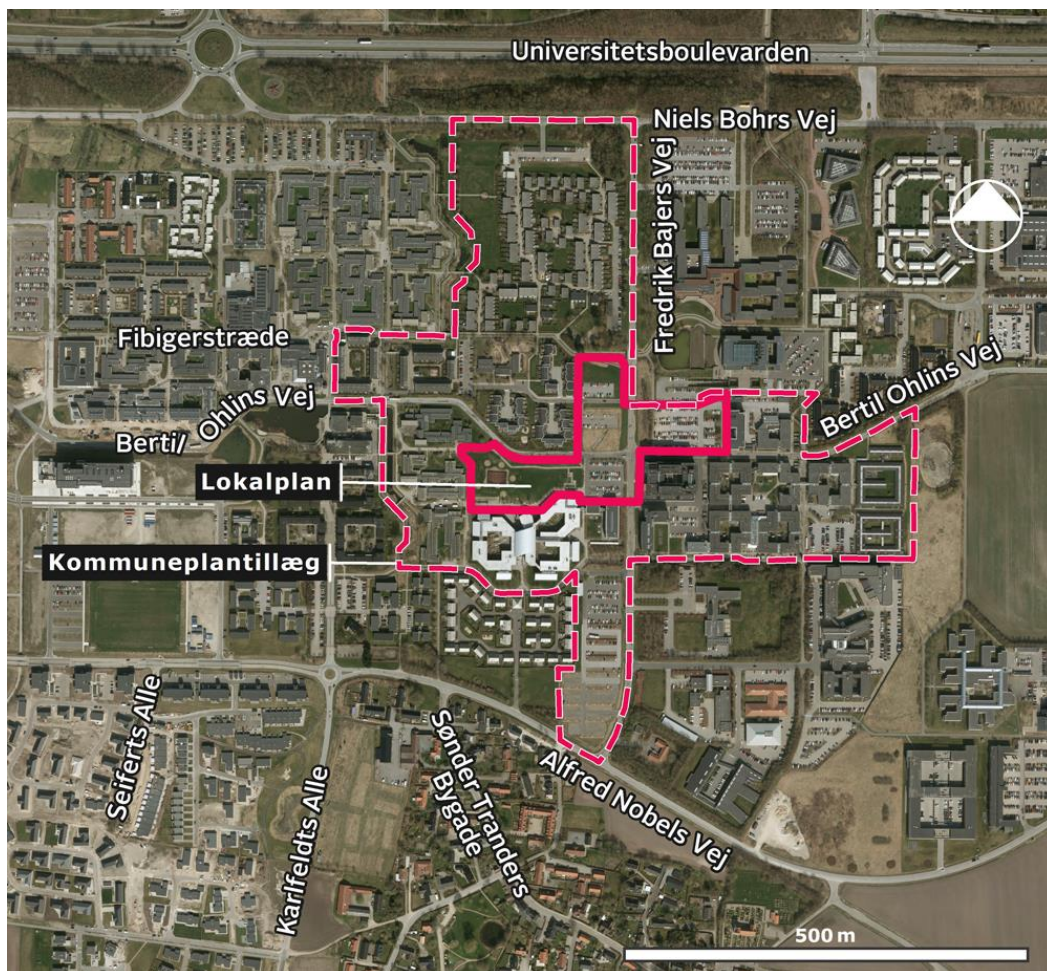 Universitetsboulevarden
Niels Bohrs Vej
Fredrik Bajers Vej
Fibigerstræde
Bertil Ohlins Vej
Bertil Ohlins Vej
Lokalplan
Kommuneplantillæg
Seiferts Alle
Karlfeldts Alle
Sønder Tranders
Bygade
Alfred Nobels Vej
500 m